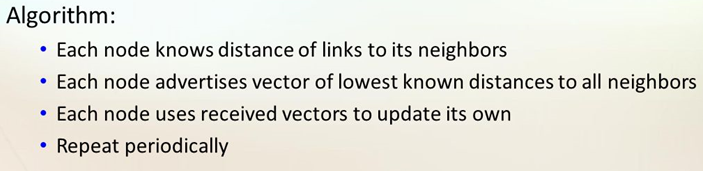 Algorithm:
• Each node knows distance of links to its neighbors
• Each node advertises vector of lowest known distances to all neighbors
• Each node uses received vectors to update its own
• Repeat periodically